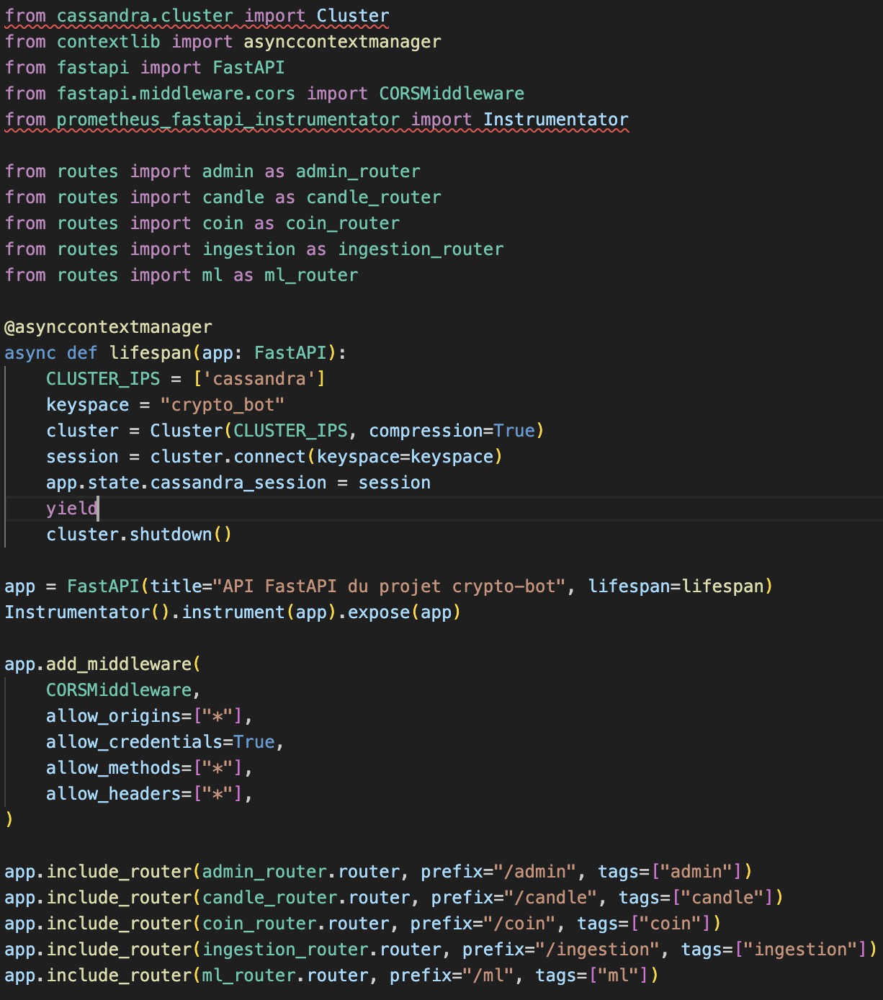 from cassandra.cluster import Cluster
from contextlib import asynccontextmanager
from fastapi import FastAPI
from fastapi.middleware.cors import CORSMiddleware
from prometheus_fastapi_instrumentator import Instrumentator

from routes import admin as admin_router
from routes import candle as candle_router
from routes import coin as coin_router
from routes import ingestion as ingestion_router
from routes import ml as ml_router

@asynccontextmanager
async def lifespan(app: FastAPI):
    CLUSTER_IPS = ['cassandra']
    keyspace = "crypto_bot"
    cluster = Cluster(CLUSTER_IPS, compression=True)
    session = cluster.connect(keyspace=keyspace)
    app.state.cassandra_session = session
    yield
    cluster.shutdown()

app = FastAPI(title="API FastAPI du projet crypto-bot", lifespan=lifespan)
Instrumentator().instrument(app).expose(app)

app.add_middleware(
    CORSMiddleware,
    allow_origins=["*"],
    allow_credentials=True,
    allow_methods=["*"],
    allow_headers=["*"],
)

app.include_router(admin_router.router, prefix="/admin", tags=["admin"])
app.include_router(candle_router.router, prefix="/candle", tags=["candle"])
app.include_router(coin_router.router, prefix="/coin", tags=["coin"])
app.include_router(ingestion_router.router, prefix="/ingestion", tags=["ingestion"])
app.include_router(ml_router.router, prefix="/ml", tags=["ml"])